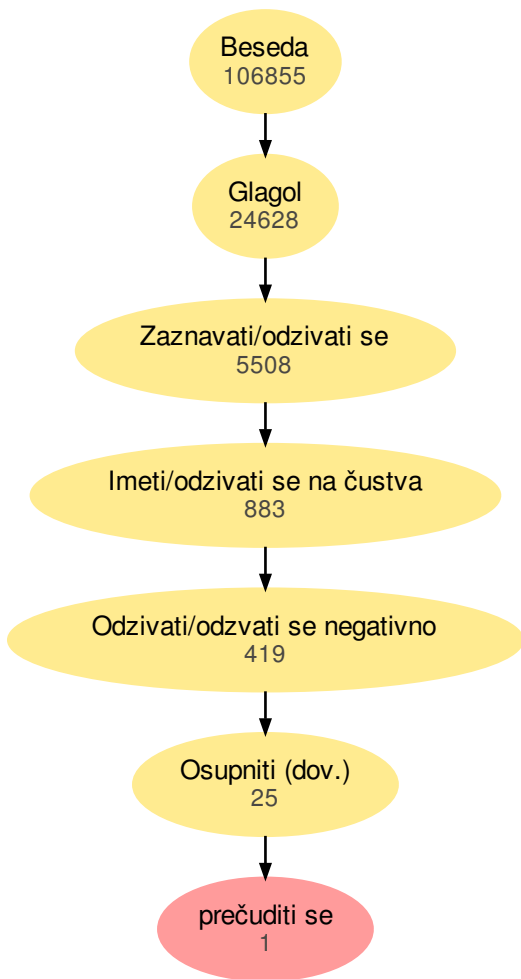 Beseda
106855
Glagol
24628
Zaznavati/odzivati se
5508
Imeti/odzivati se na čustva
883
Odzivati/odzvati se negativno
419
Osupniti (dov.)
25
prečuditi se
1